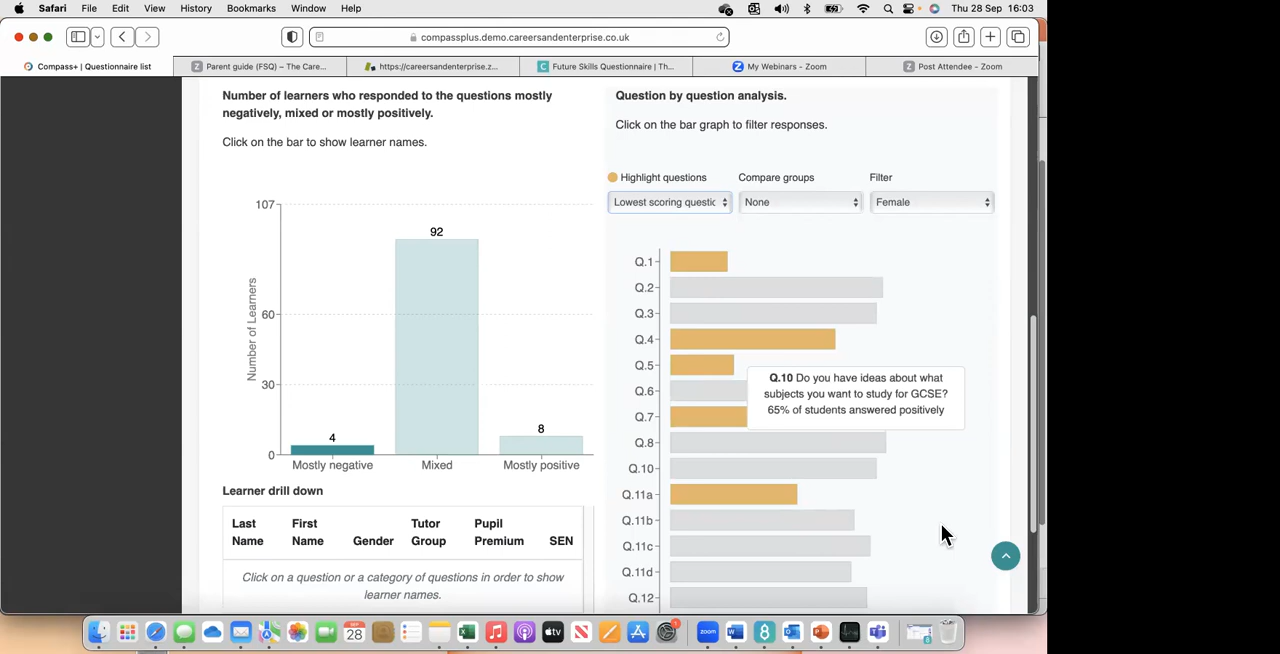 Safari File Edit View History Bookmarks Window Help Thu 28 Sep 16:03
compassplus.demo.careersandenterprise.co.uk
Compass+ | Questionnaire list
Parent guide (FSQ) – The Care...
https://careersandenterprise.z...
Future Skills Questionnaire | Th...
My Webinars - Zoom
Post Attendee - Zoom
Number of learners who responded to the questions mostly
negatively, mixed or mostly positively.
Click on the bar to show learner names.
107
92
60
30
4
8
0
Number of Learners
Mostly negative
Mixed
Mostly positive
Learner drill down
Last
Name
First
Name
Gender
Tutor
Group
Pupil
Premium
SEN
Click on a question or a category of questions in order to show
learner names.
Question by question analysis.
Click on the bar graph to filter responses.
Highlight questions
Compare groups
Filter
Lowest scoring questic
None
Female
Q.1
Q.2
Q.3
Q.4
Q.5
Q.6
Q.7
Q.8
Q.10
Q.11a
Q.11b
Q.11c
Q.11d
Q.12
Q.10 Do you have ideas about what
subjects you want to study for GCSE?
65% of students answered positively
SEP
28
tv
zoom